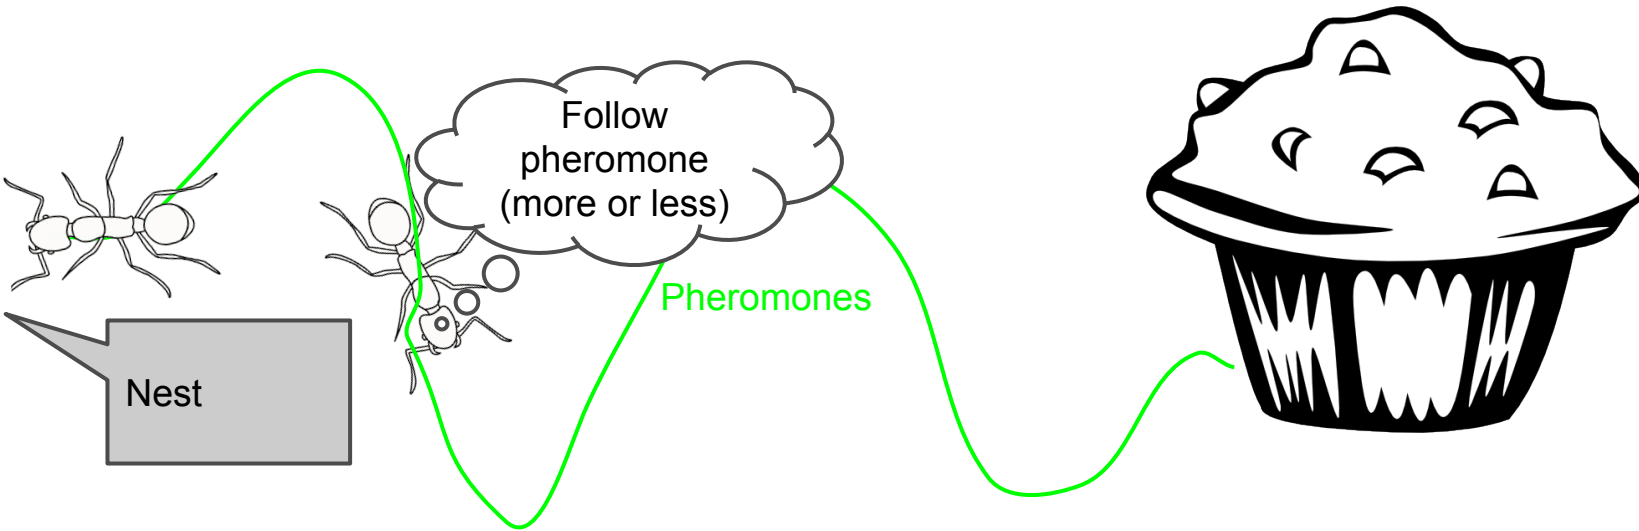 Follow
pheromone
(more or less)
Pheromones
Nest